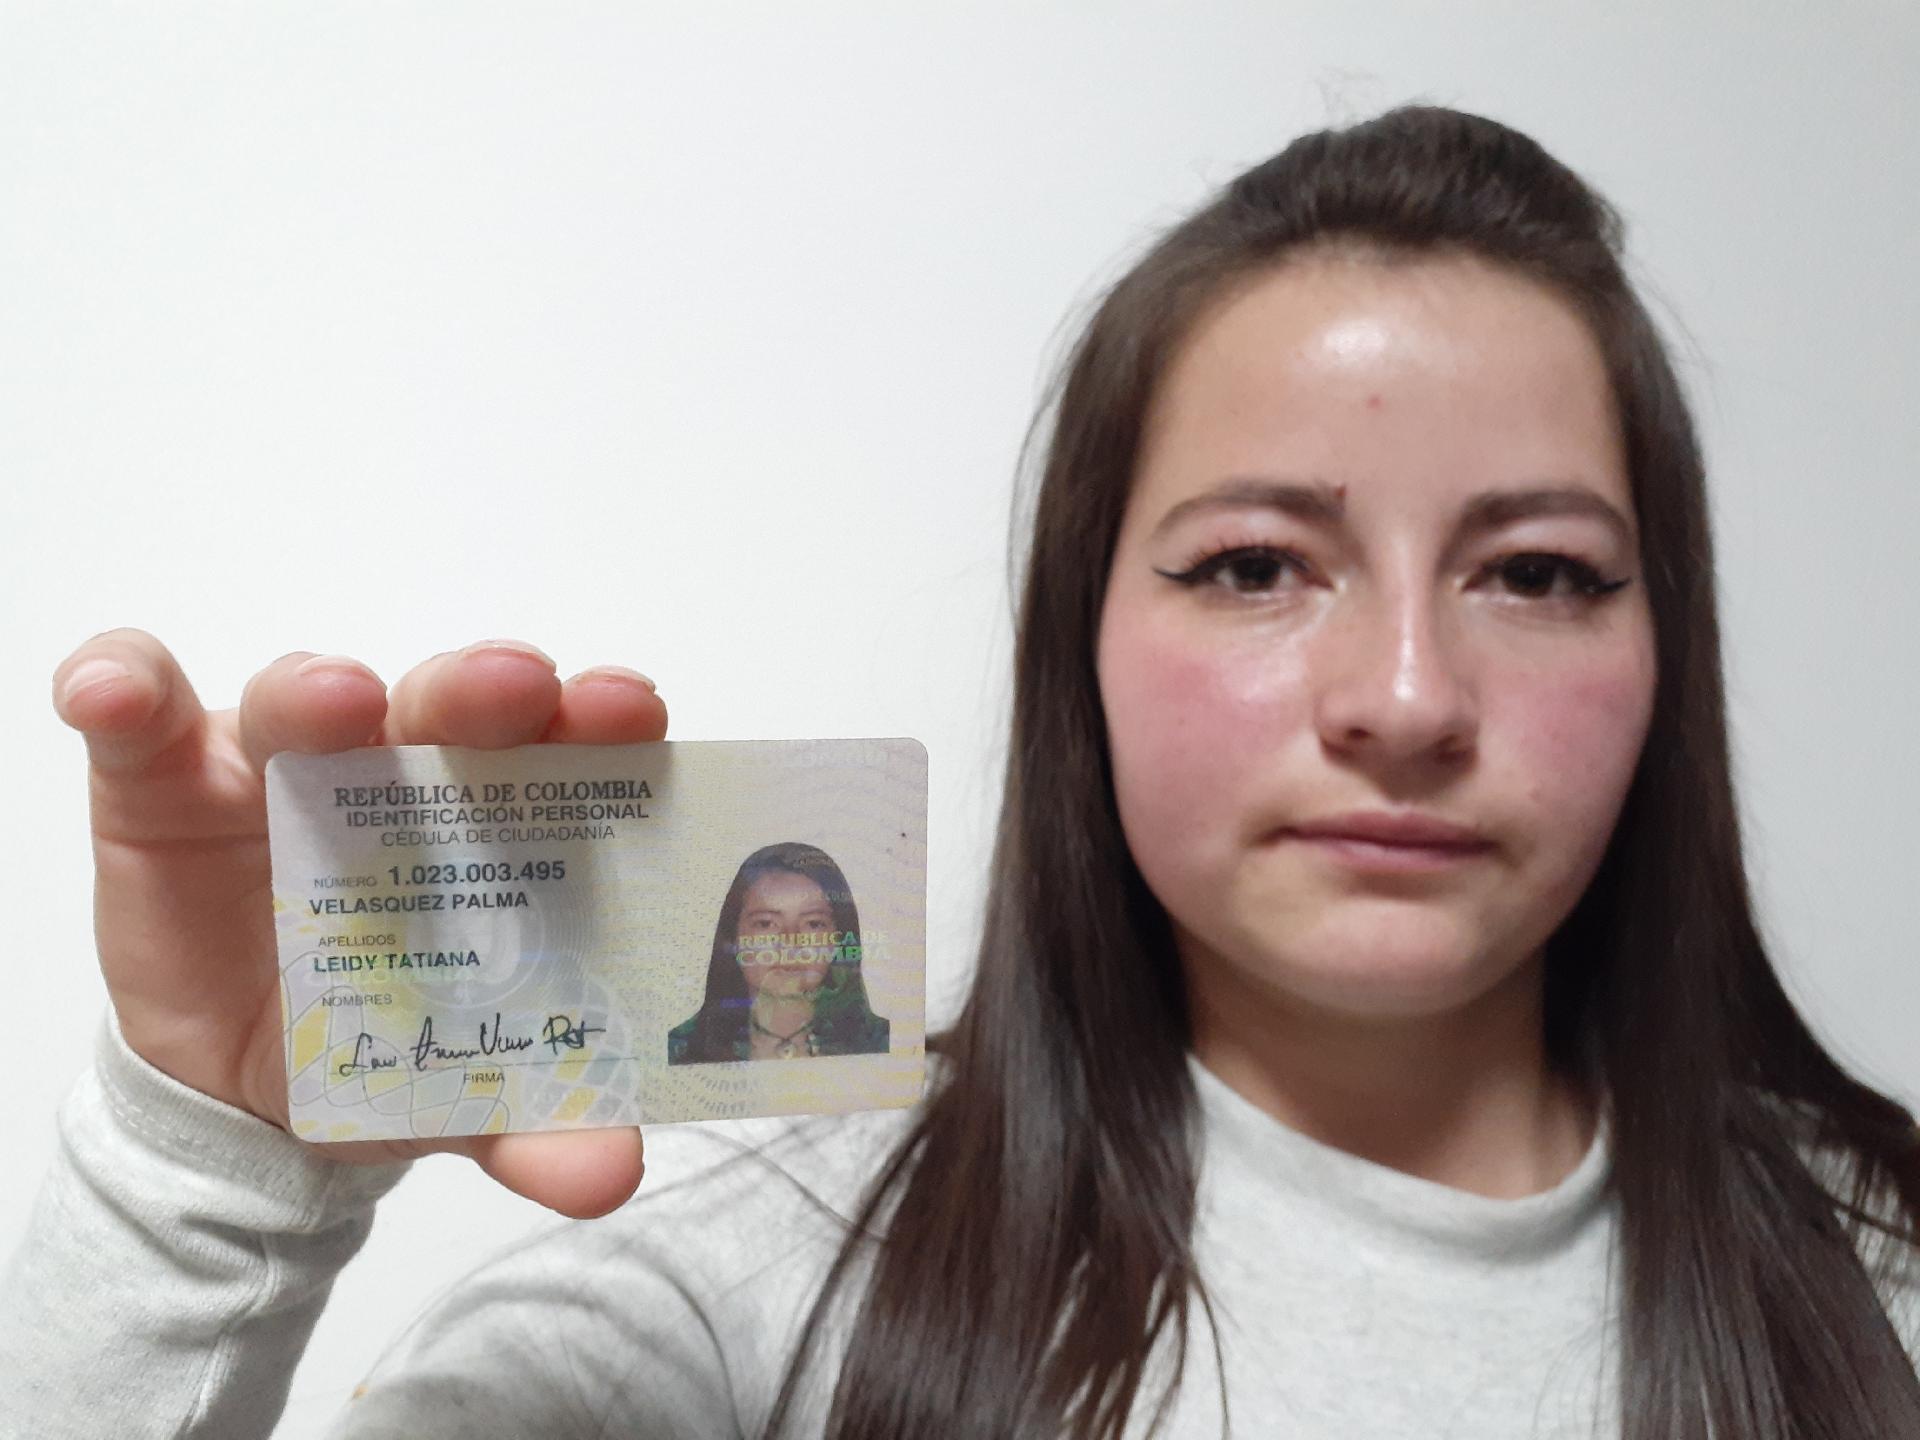 REPÚBLICA DE COLOMBIA
IDENTIFICACIÓN PERSONAL
CÉDULA DE CIUDADANÍA
NÚMERO 1.023.003.495
VELASQUEZ PALMA
APELLIDOS
LEIDY TATIANA
NOMBRES
FIRMA
REPUBLICA DE
COLOMBIA